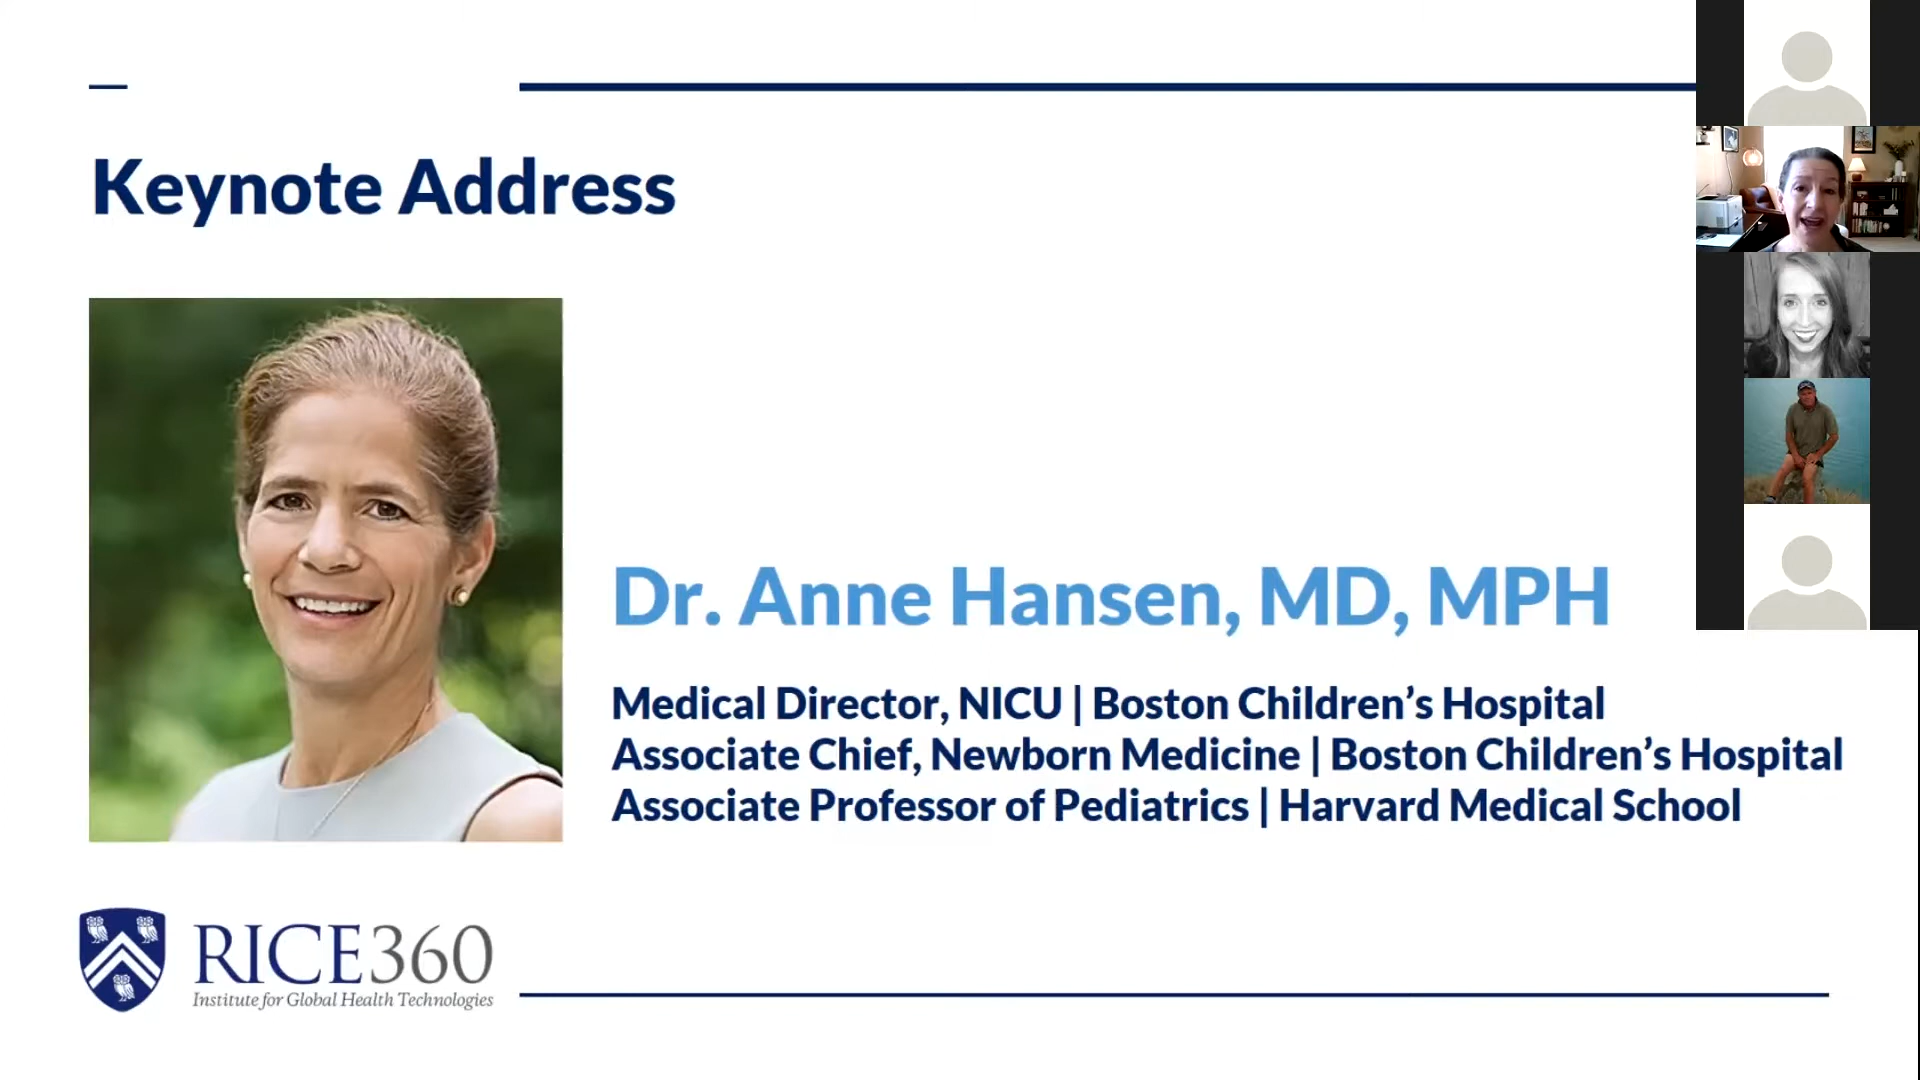 Keynote Address
Dr. Anne Hansen, MD, MPH
Medical Director, NICU | Boston Children’s Hospital
Associate Chief, Newborn Medicine | Boston Children’s Hospital
Associate Professor of Pediatrics | Harvard Medical School
RICE360
Institute for Global Health Technologies